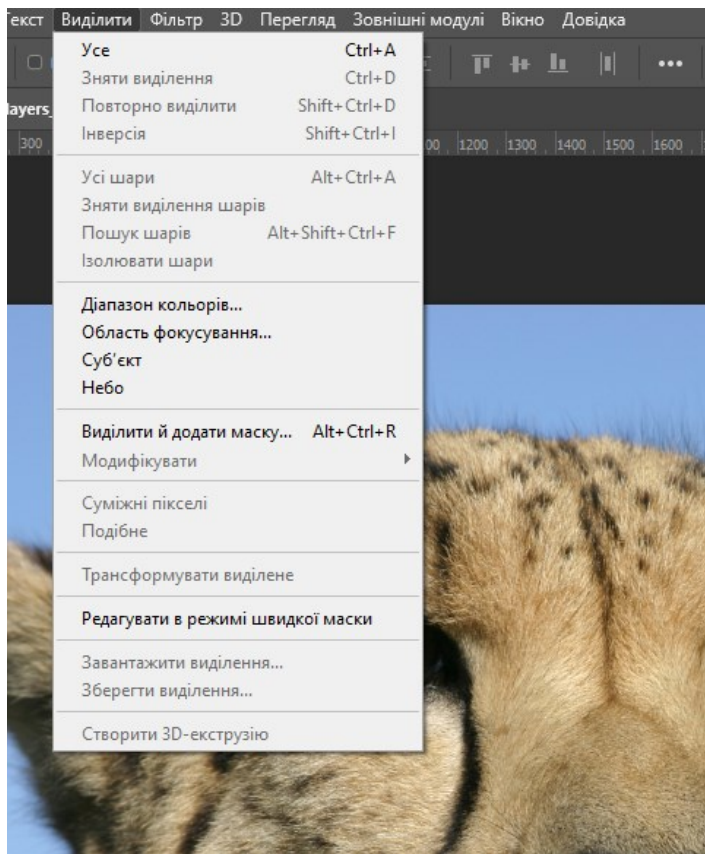 Текст Виділити Фільтр 3D Перегляд Зовнішні модулі Вікно Довідка
Усе Ctrl+A
Зняти виділення Ctrl+D
Повторно виділити Shift+Ctrl+D
Інверсія Shift+Ctrl+I
layers_
300 1200 1300 1400 1500 1600
Усі шари Alt+Ctrl+A
Зняти виділення шарів
Пошук шарів Alt+Shift+Ctrl+F
Ізолювати шари
Діапазон кольорів...
Область фокусування...
Суб’єкт
Небо
Виділити й додати маску... Alt+Ctrl+R
Модифікувати
Суміжні пікселі
Подібне
Трансформувати виділене
Редагувати в режимі швидкої маски
Завантажити виділення...
Зберегти виділення...
Створити 3D-екструзію